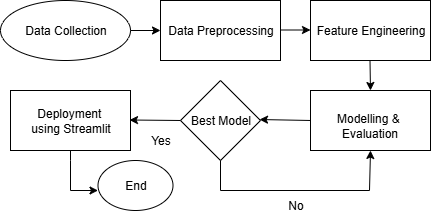 Data Collection
Data Preprocessing
Feature Engineering
Deployment
using Streamlit
Best Model
Modelling &
Evaluation
Yes
End
No